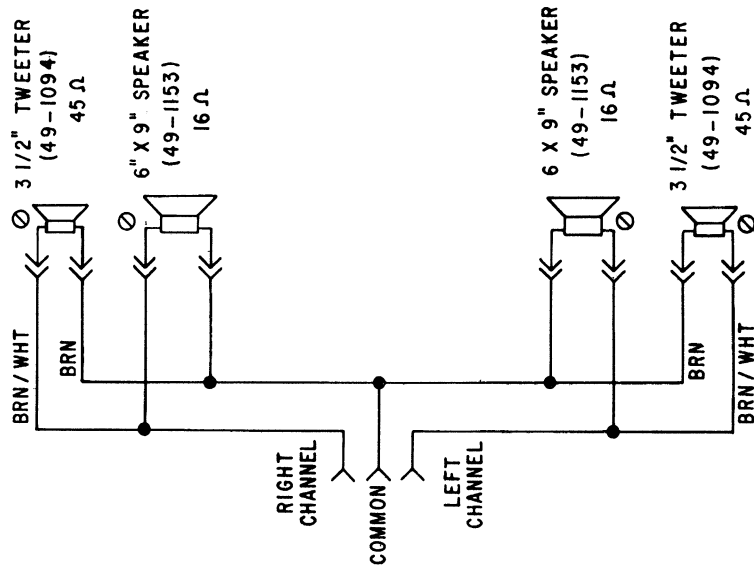 3 1/2" TWEETER
(49-1094)
45 Ω
6" X 9" SPEAKER
(49-1153)
16 Ω
6 X 9" SPEAKER
(49-1153)
16 Ω
3 1/2" TWEETER
(49-1094)
45 Ω
BRN/WHT
BRN
BRN
BRN/WHT
RIGHT
CHANNEL
COMMON
LEFT
CHANNEL